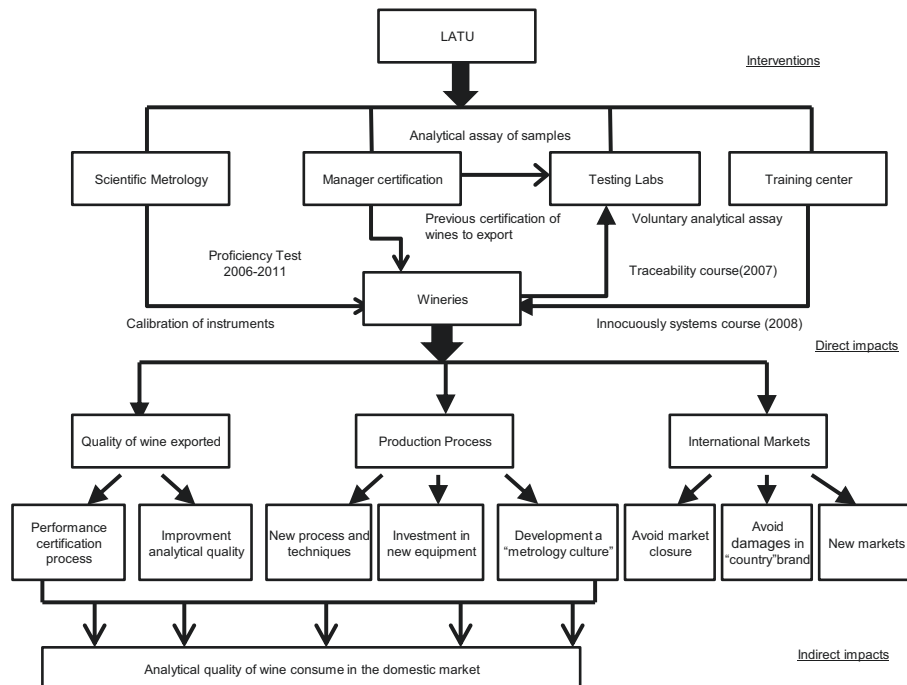 LATU
Interventions
Analytical assay of samples
Scientific Metrology
Manager certification
Testing Labs
Training center
Previous certification of
wines to export
Voluntary analytical assay
Proficiency Test
2006-2011
Traceability course(2007)
Wineries
Calibration of instruments
Innocuously systems course (2008)
Direct impacts
Quality of wine exported
Production Process
International Markets
Performance
certification
process
Improvment
analytical quality
New process and
techniques
Investment in
new equipment
Development a
“metrology culture”
Avoid market
closure
Avoid
damages in
“country”brand
New markets
Analytical quality of wine consume in the domestic market
Indirect impacts